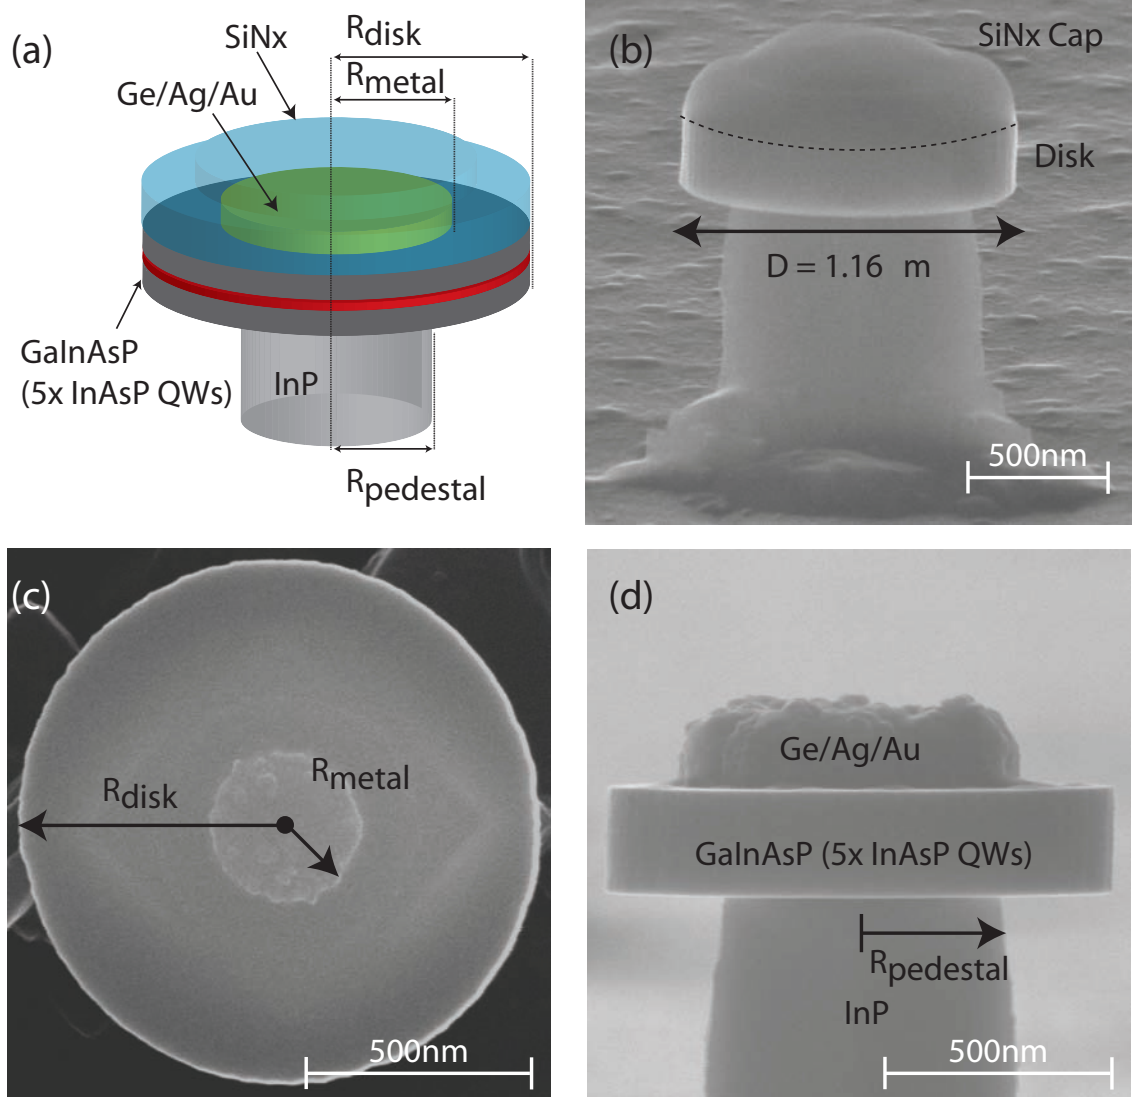 (a)
SiNx
Rdisk
Rmetal
Ge/Ag/Au
GaInAsP
(5x InAsP QWs)
InP
Rpedestal
(b)
SiNx Cap
Disk
D = 1.16 m
500nm
(c)
Rdisk
Rmetal
500nm
(d)
Ge/Ag/Au
GaInAsP (5x InAsP QWs)
Rpedestal
InP
500nm